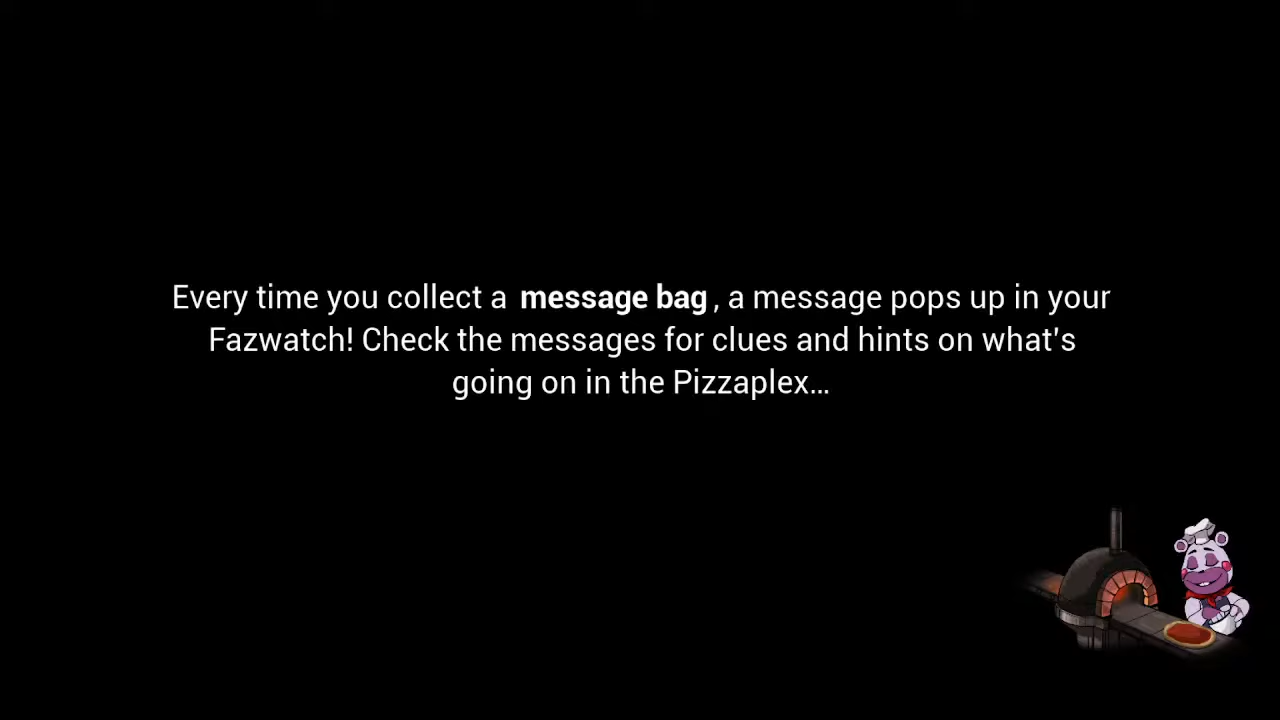 Every time you collect a message bag, a message pops up in your
Fazwatch! Check the messages for clues and hints on what's
going on in the Pizzaplex...